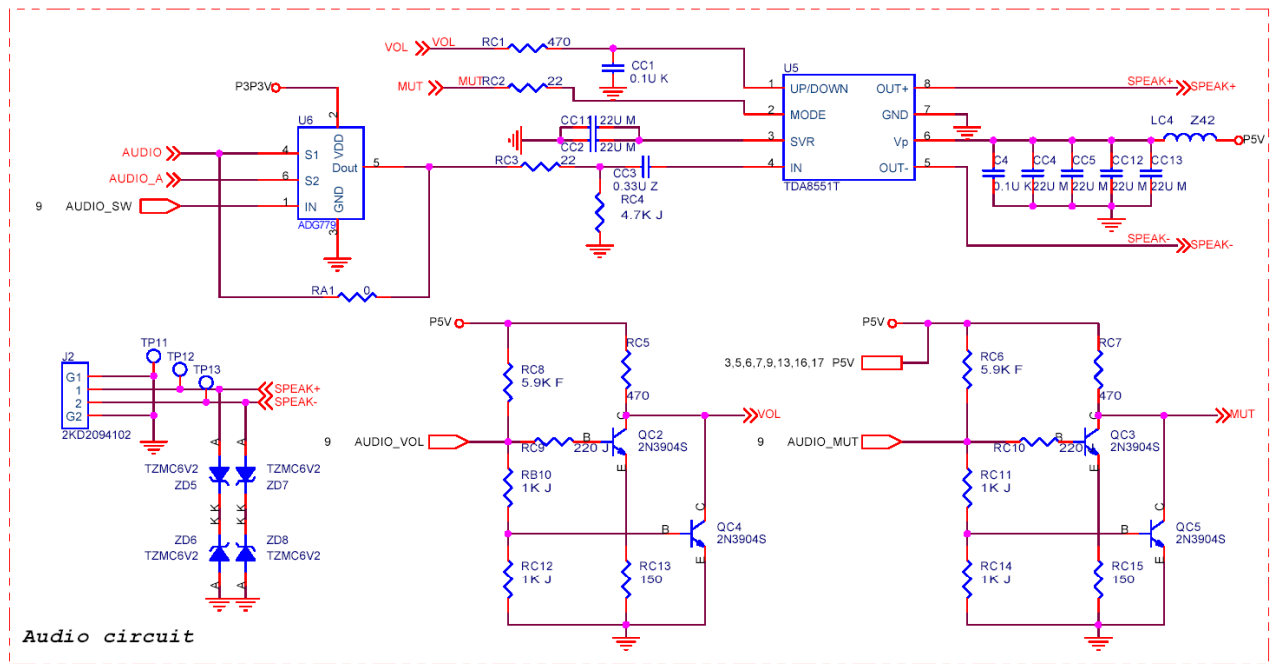 VOL
VOL
RC1
470
CC1
0.1U K
MUT
MUT
RC2
22
P3P3V
U6
AUDIO
4
S1
VDD
2
Dout
5
AUDIO_A
6
S2
9
AUDIO_SW
1
IN
GND
3
ADG779
RA1
0
CC11
22U M
CC2
22U M
RC3
22
CC3
0.33U Z
RC4
4.7K J
U5
1
UP/DOWN
OUT+
8
2
MODE
GND
7
3
SVR
Vp
6
4
IN
OUT-
5
TDA8551T
SPEAK+
SPEAK+
LC4
Z42
P5V
C4
0.1U K
CC4
22U M
CC5
22U M
CC12
22U M
CC13
22U M
SPEAK-
SPEAK-
J2
G1
1
2
G2
2KD2094102
TP11
TP12
TP13
SPEAK+
SPEAK-
A
A
TZMC6V2
ZD5
TZMC6V2
ZD7
K
K
K
K
ZD6
TZMC6V2
ZD8
TZMC6V2
A
A
P5V
RC8
5.9K F
RC5
470
9
AUDIO_VOL
RC9
220 J
B
C
E
QC2
2N3904S
VOL
RB10
1K J
B
C
E
QC4
2N3904S
RC12
1K J
RC13
150
P5V
3,5,6,7,9,13,16,17
P5V
RC6
5.9K F
RC7
470
9
AUDIO_MUT
RC10
220
B
C
E
QC3
2N3904S
MUT
RC11
1K J
B
C
E
QC5
2N3904S
RC14
1K J
RC15
150
Audio circuit